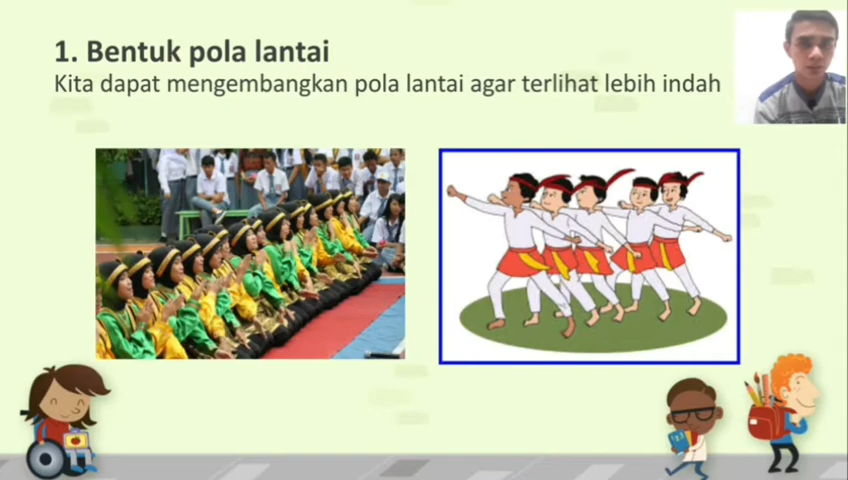 1. Bentuk pola lantai
Kita dapat mengembangkan pola lantai agar terlihat lebih indah